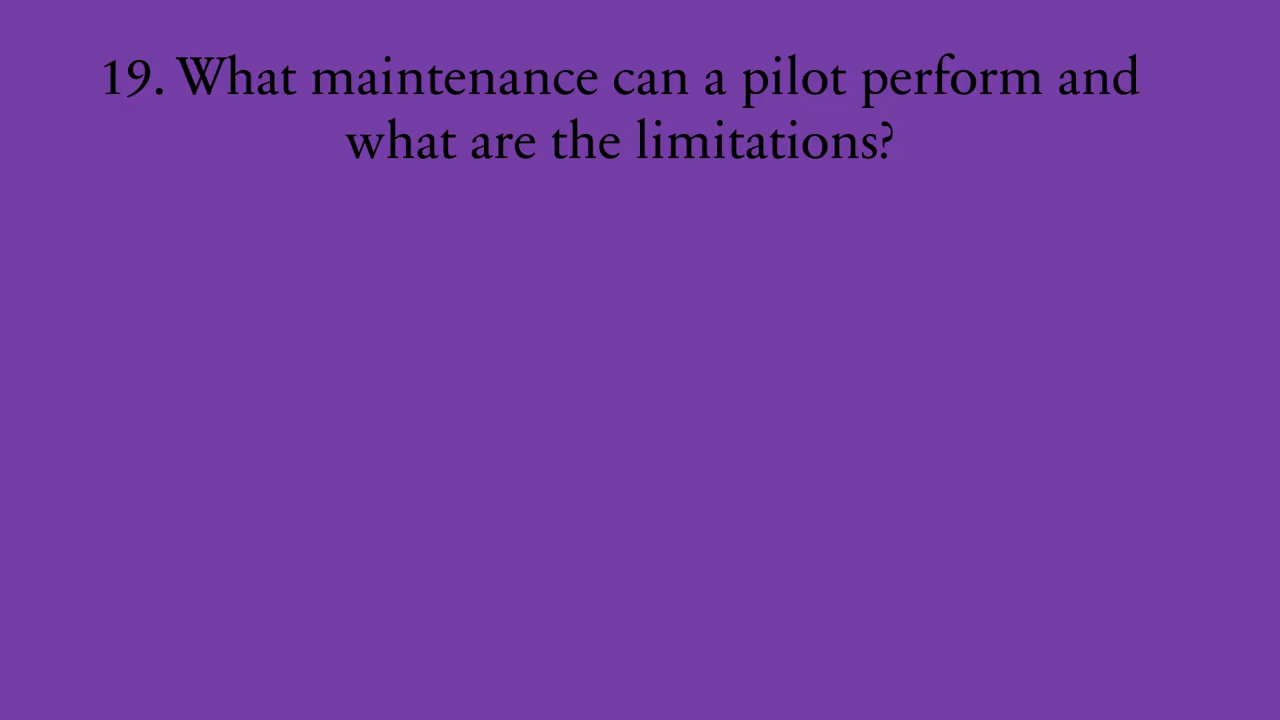 19. What maintenance can a pilot perform and
what are the limitations?